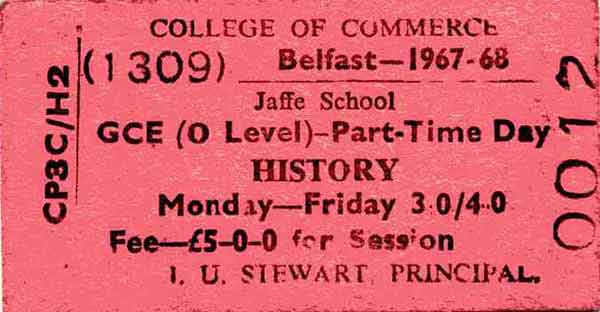 COLLEGE OF COMMERCE
(1309) Belfast—1967-68
Jaffe School
GCE (O Level)–Part-Time Day
HISTORY
Monday—Friday 3.0/4.0
Fee—£5-0-0 for Session
I. U. STEWART, PRINCIPAL.
CP3C/H2
0012